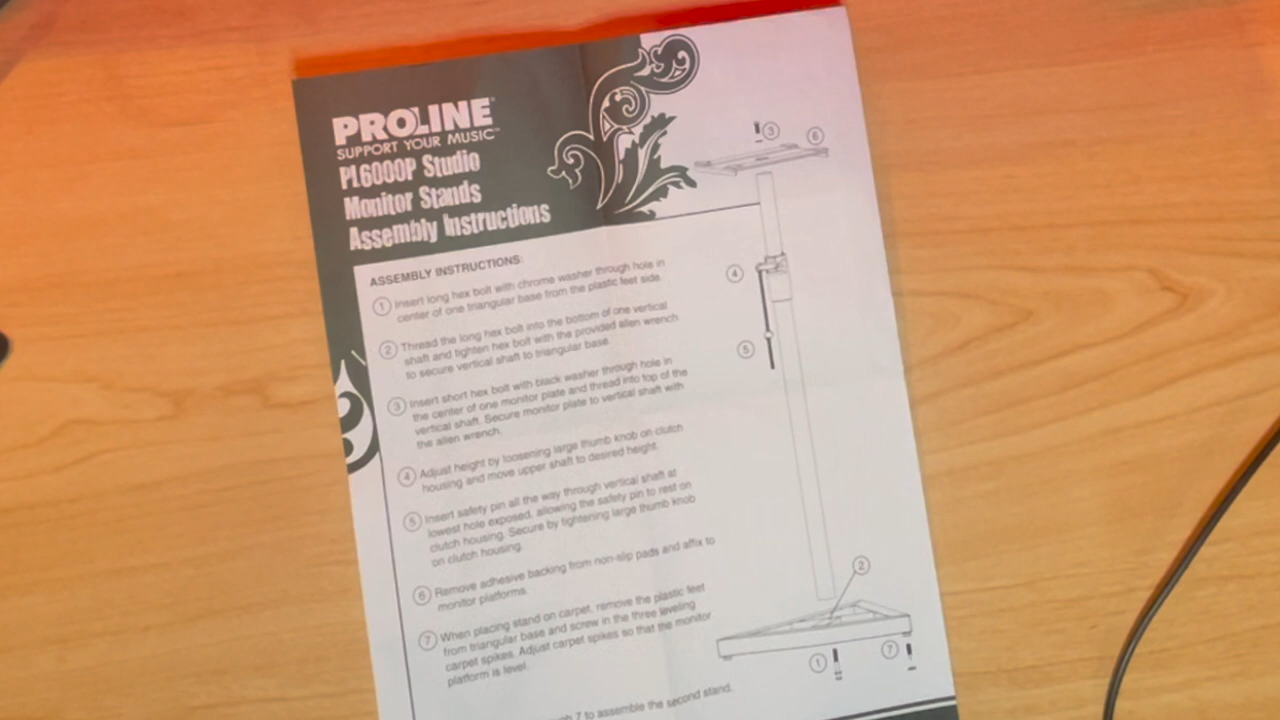 PROLINE®
SUPPORT YOUR MUSIC™
PL6000P Studio
Monitor Stands
Assembly Instructions
ASSEMBLY INSTRUCTIONS:
1 Insert long hex bolt with chrome washer through hole in
center of one triangular base from the plastic feet side.
2 Thread the long hex bolt into the bottom of one vertical
shaft and tighten hex bolt with the provided allen wrench
to secure vertical shaft to triangular base.
3 Insert short hex bolt with black washer through hole in
the center of one monitor plate and thread into top of the
vertical shaft. Secure monitor plate to vertical shaft with
the allen wrench.
4 Adjust height by loosening large thumb knob on clutch
housing and move upper shaft to desired height.
5 Insert safety pin all the way through vertical shaft at
lowest hole exposed, allowing the safety pin to rest on
clutch housing. Secure by tightening large thumb knob
on clutch housing.
6 Remove adhesive backing from non-slip pads and affix to
monitor platforms.
7 When placing stand on carpet, remove the plastic feet
from triangular base and screw in the three leveling
carpet spikes. Adjust carpet spikes so that the monitor
platform is level.
7 to assemble the second stand.
3
6
4
5
2
1
7